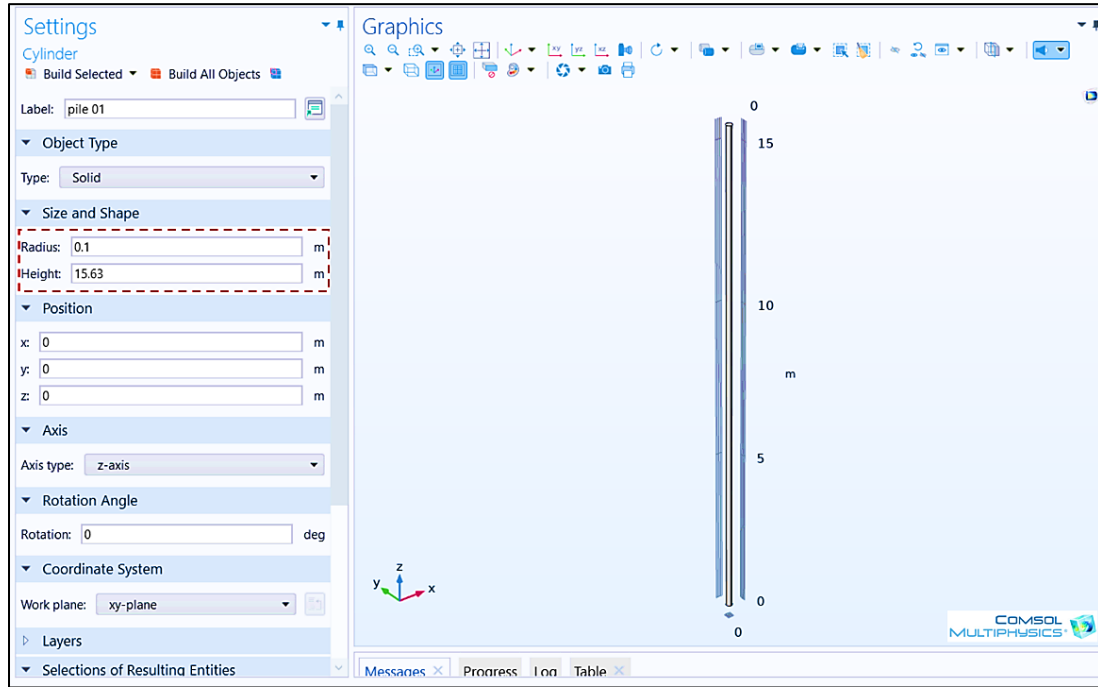 Settings
Cylinder
Build Selected Build All Objects
Label: pile 01
Object Type
Type: Solid
Size and Shape
Radius: 0.1 m
Height: 15.63 m
Position
x: 0 m
y: 0 m
z: 0 m
Axis
Axis type: z-axis
Rotation Angle
Rotation: 0 deg
Coordinate System
Work plane: xy-plane
Layers
Selections of Resulting Entities
Graphics
xy yz xz
0
15
10
m
5
0
0
z
y x
COMSOL
MULTIPHYSICS
Messages Progress Log Table